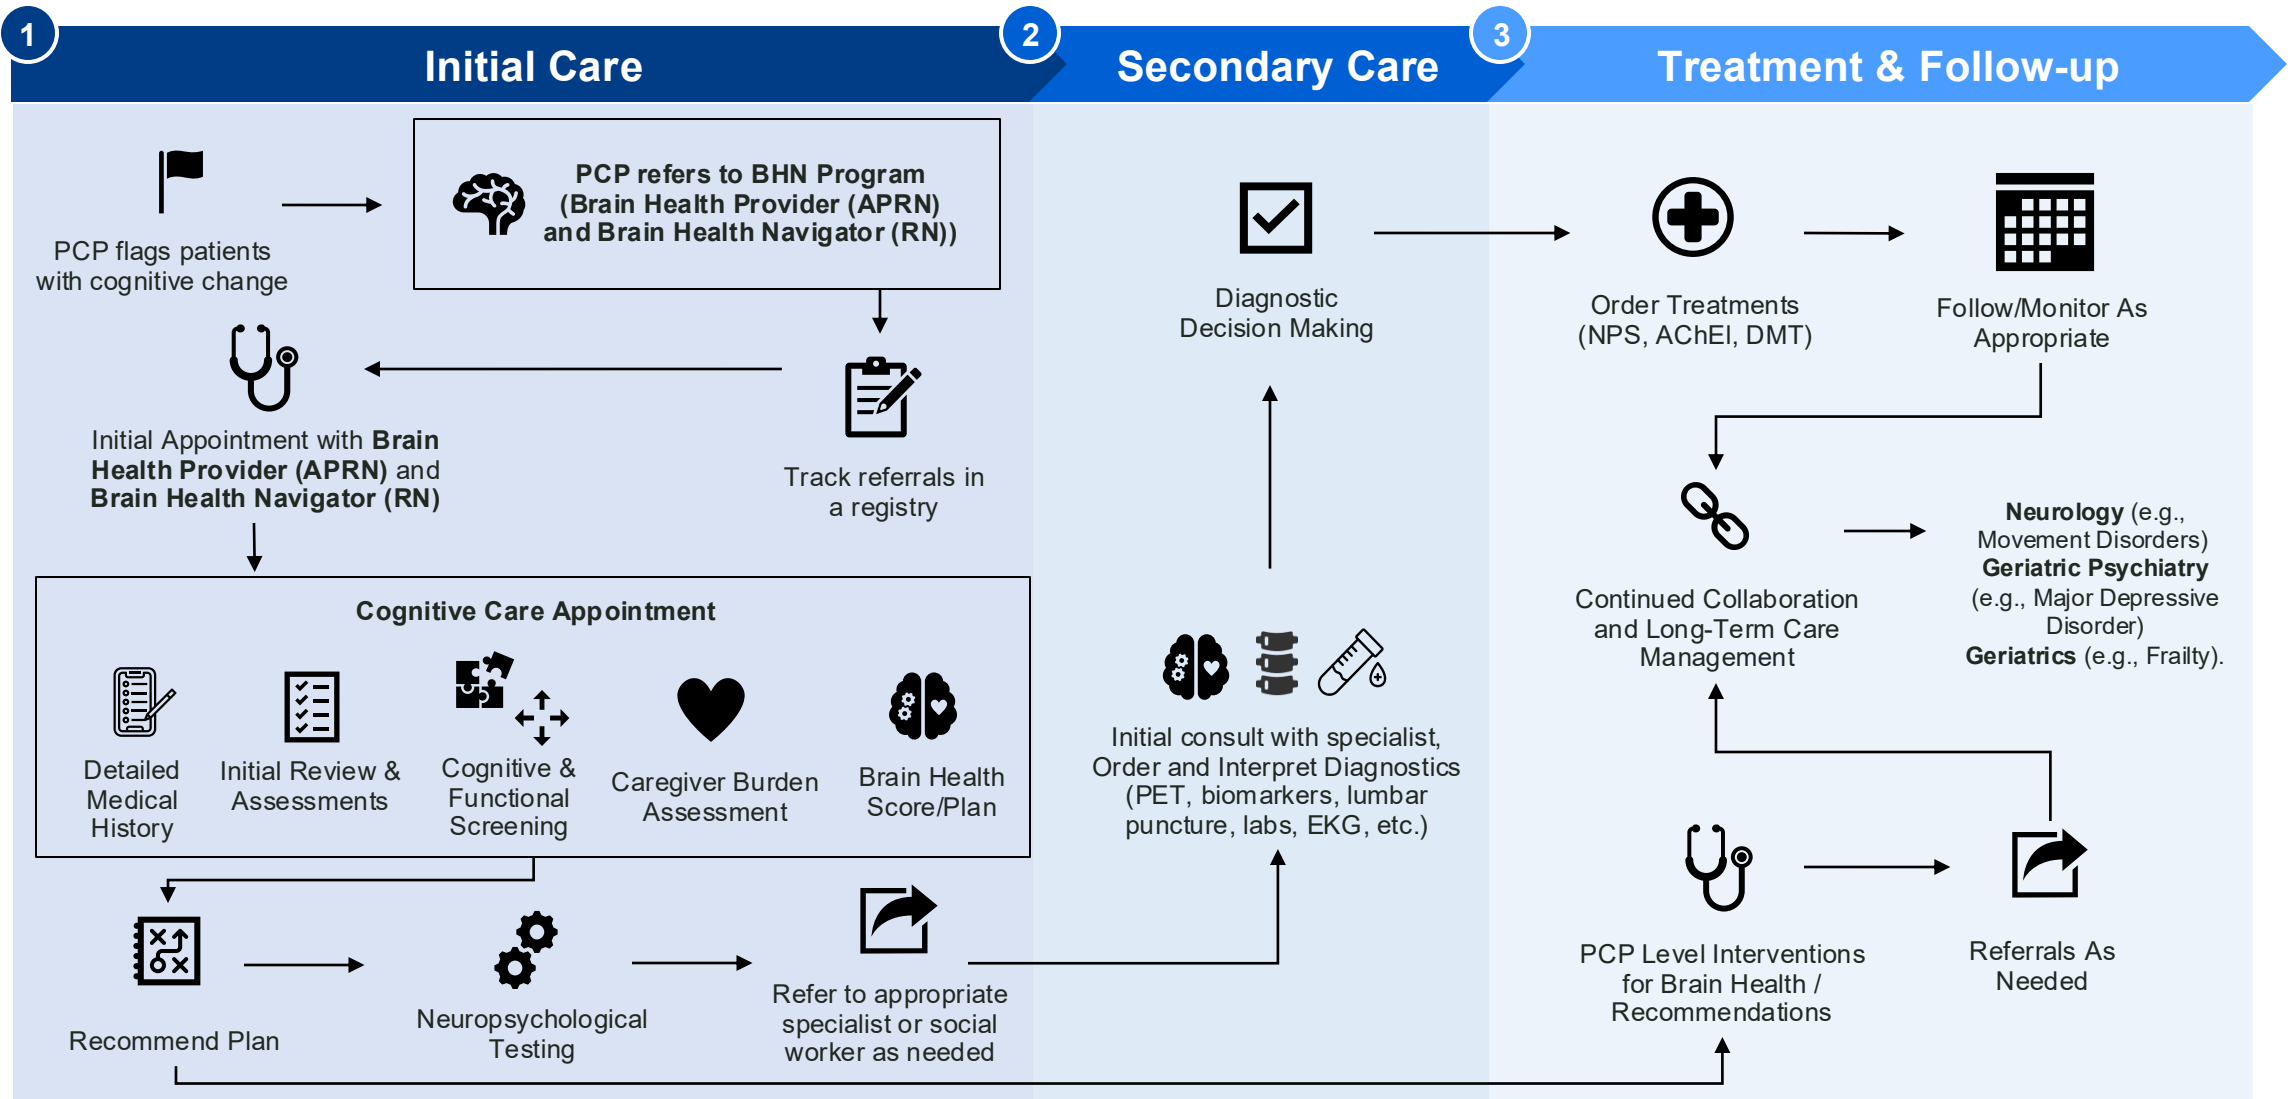 1
Initial Care
2
Secondary Care
3
Treatment & Follow-up
PCP flags patients
with cognitive change
PCP refers to BHN Program
(Brain Health Provider (APRN)
and Brain Health Navigator (RN))
Track referrals in
a registry
Initial Appointment with Brain
Health Provider (APRN) and
Brain Health Navigator (RN)
Cognitive Care Appointment
Detailed
Medical
History
Initial Review &
Assessments
Cognitive &
Functional
Screening
Caregiver Burden
Assessment
Brain Health
Score/Plan
Recommend Plan
Neuropsychological
Testing
Refer to appropriate
specialist or social
worker as needed
Diagnostic
Decision Making
Initial consult with specialist,
Order and Interpret Diagnostics
(PET, biomarkers, lumbar
puncture, labs, EKG, etc.)
Order Treatments
(NPS, AChEI, DMT)
Follow/Monitor As
Appropriate
Continued Collaboration
and Long-Term Care
Management
Neurology (e.g.,
Movement Disorders)
Geriatric Psychiatry
(e.g., Major Depressive
Disorder)
Geriatrics (e.g., Frailty).
PCP Level Interventions
for Brain Health /
Recommendations
Referrals As
Needed